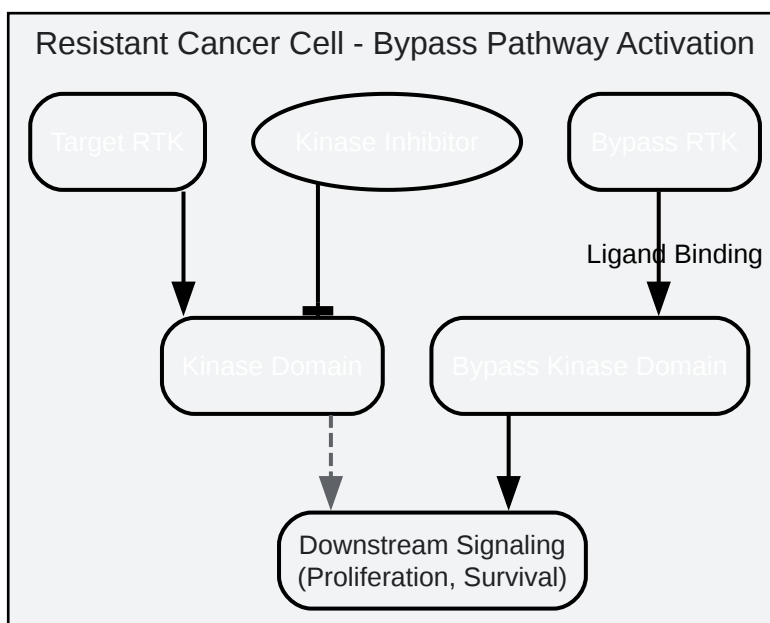 Resistant Cancer Cell - Bypass Pathway Activation
Target RTK
Kinase Inhibitor
Bypass RTK
Ligand Binding
Kinase Domain
Bypass Kinase Domain
Downstream Signaling
(Proliferation, Survival)